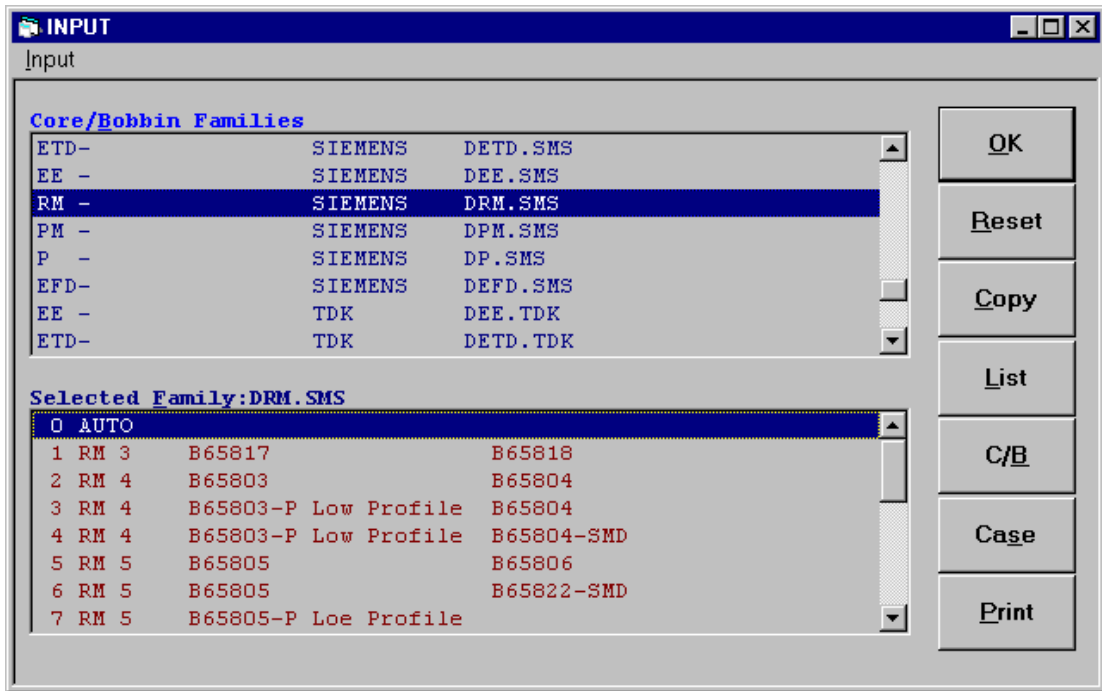 INPUT
Input
Core/Bobbin Families
ETD- SIEMENS DETD.SMS
EE - SIEMENS DEE.SMS
RM - SIEMENS DRM.SMS
PM - SIEMENS DPM.SMS
P - SIEMENS DP.SMS
EFD- SIEMENS DEFD.SMS
EE - TDK DEE.TDK
ETD- TDK DETD.TDK
Selected Family:DRM.SMS
0 AUTO
1 RM 3 B65817 B65818
2 RM 4 B65803 B65804
3 RM 4 B65803-P Low Profile B65804
4 RM 4 B65803-P Low Profile B65804-SMD
5 RM 5 B65805 B65806
6 RM 5 B65805 B65822-SMD
7 RM 5 B65805-P Loe Profile
OK
Reset
Copy
List
C/B
Case
Print